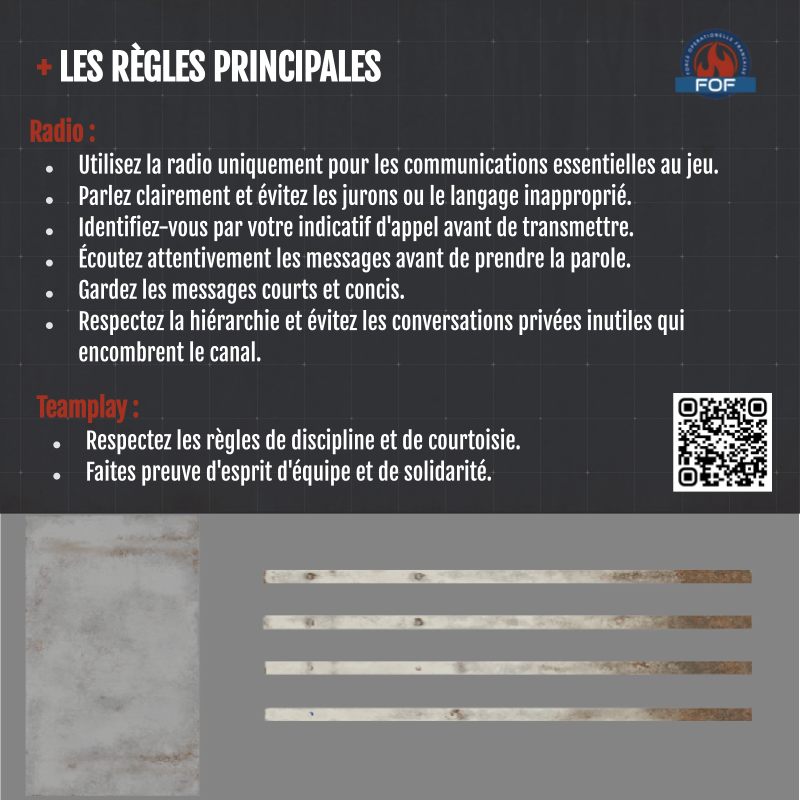 + LES RÈGLES PRINCIPALES
FORCE OPERATIONELLE FRANÇAISE
FOF
Radio :
• Utilisez la radio uniquement pour les communications essentielles au jeu.
• Parlez clairement et évitez les jurons ou le langage inapproprié.
• Identifiez-vous par votre indicatif d'appel avant de transmettre.
• Écoutez attentivement les messages avant de prendre la parole.
• Gardez les messages courts et concis.
• Respectez la hiérarchie et évitez les conversations privées inutiles qui
encombrent le canal.
Teamplay :
• Respectez les règles de discipline et de courtoisie.
• Faites preuve d'esprit d'équipe et de solidarité.